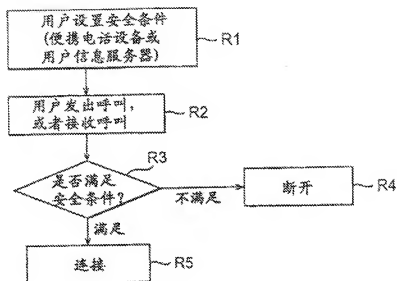 用户设置安全条件
(便携电话设备或
用户信息服务器)
R1
用户发出呼叫，
或者接收呼叫
R2
R3
是否满足
安全条件？
不满足
断开
R4
满足
连接
R5